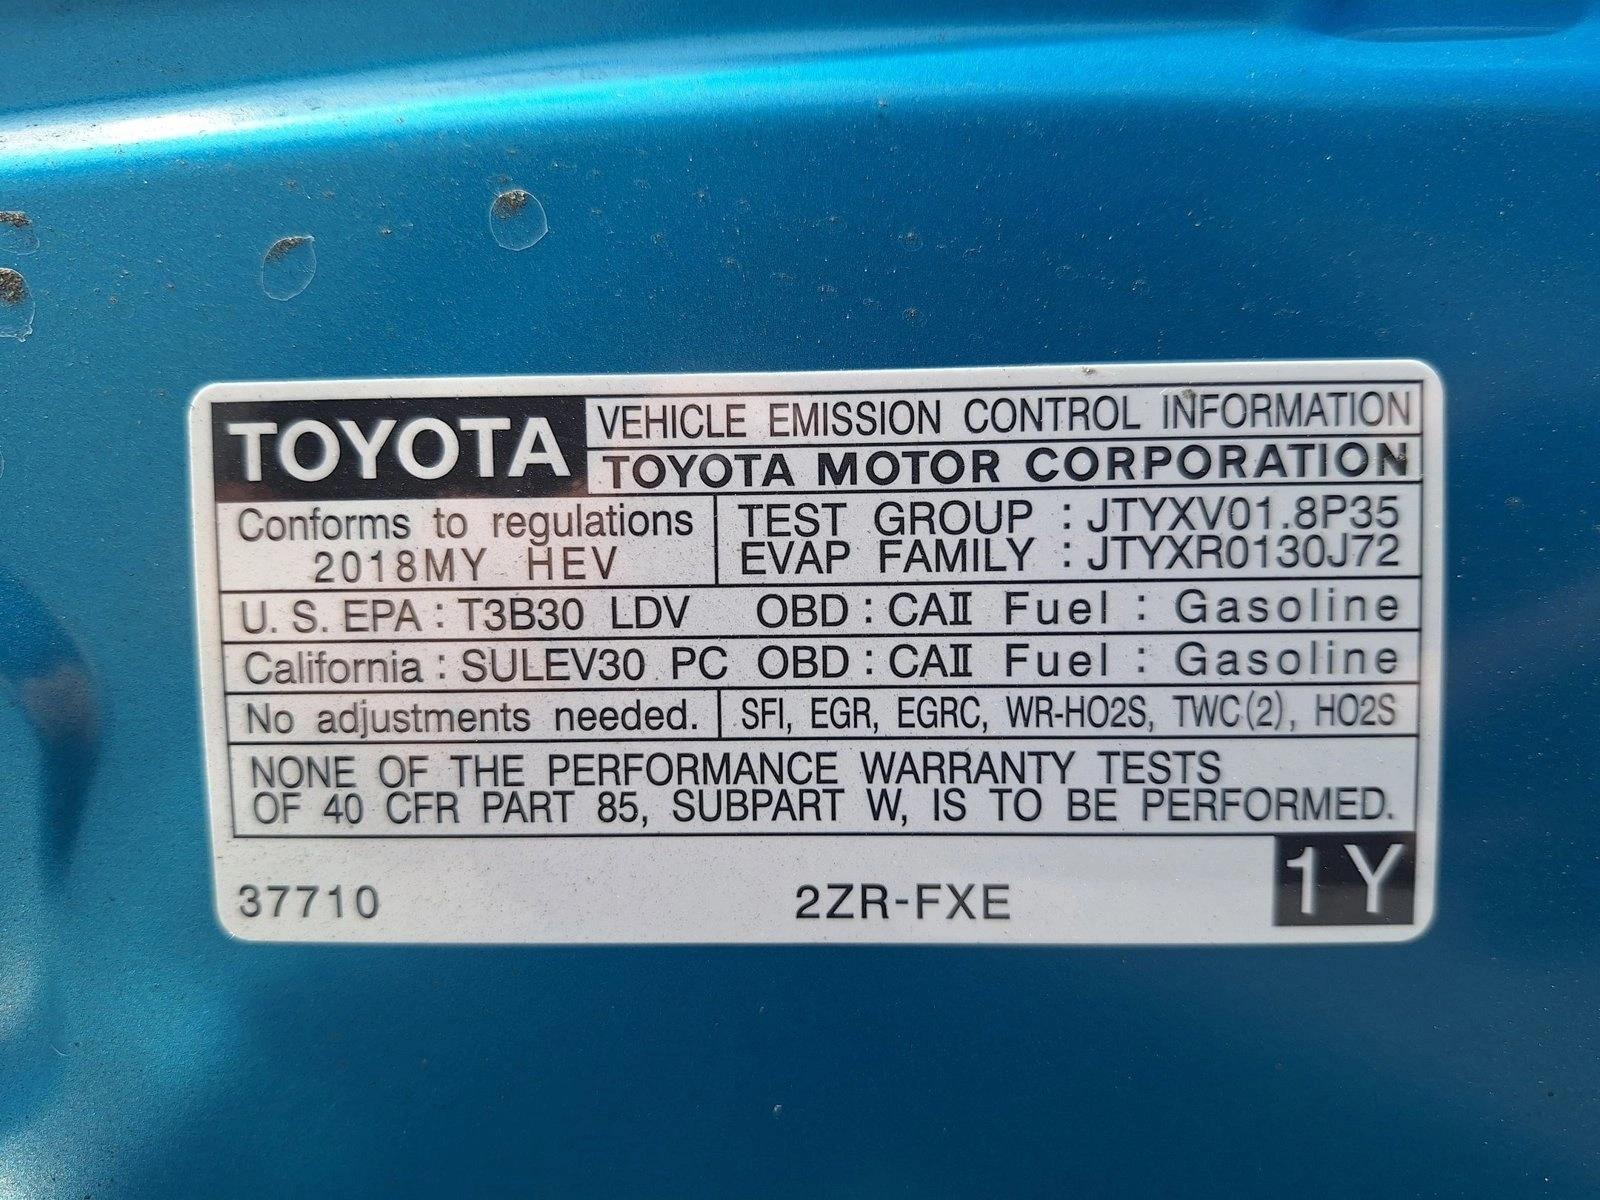 TOYOTA
VEHICLE EMISSION CONTROL INFORMATION
TOYOTA MOTOR CORPORATION
Conforms to regulations
2018MY HEV
TEST GROUP : JTYXV01.8P35
EVAP FAMILY : JTYXR0130J72
U.S. EPA : T3B30 LDV OBD : CAⅡ Fuel : Gasoline
California : SULEV30 PC OBD : CAⅡ Fuel : Gasoline
No adjustments needed.
SFI, EGR, EGRC, WR-HO2S, TWC(2), HO2S
NONE OF THE PERFORMANCE WARRANTY TESTS
OF 40 CFR PART 85, SUBPART W, IS TO BE PERFORMED.
37710 2ZR-FXE 1Y